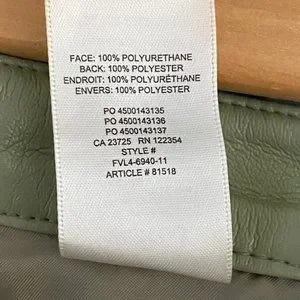 FACE: 100% POLYURETHANE
BACK: 100% POLYESTER
ENDROIT: 100% POLYURÉTHANE
ENVERS: 100% POLYESTER
PO 4500143135
PO 4500143136
PO 4500143137
CA 23725 RN 122354
STYLE #
FVL4-6940-11
ARTICLE # 81518